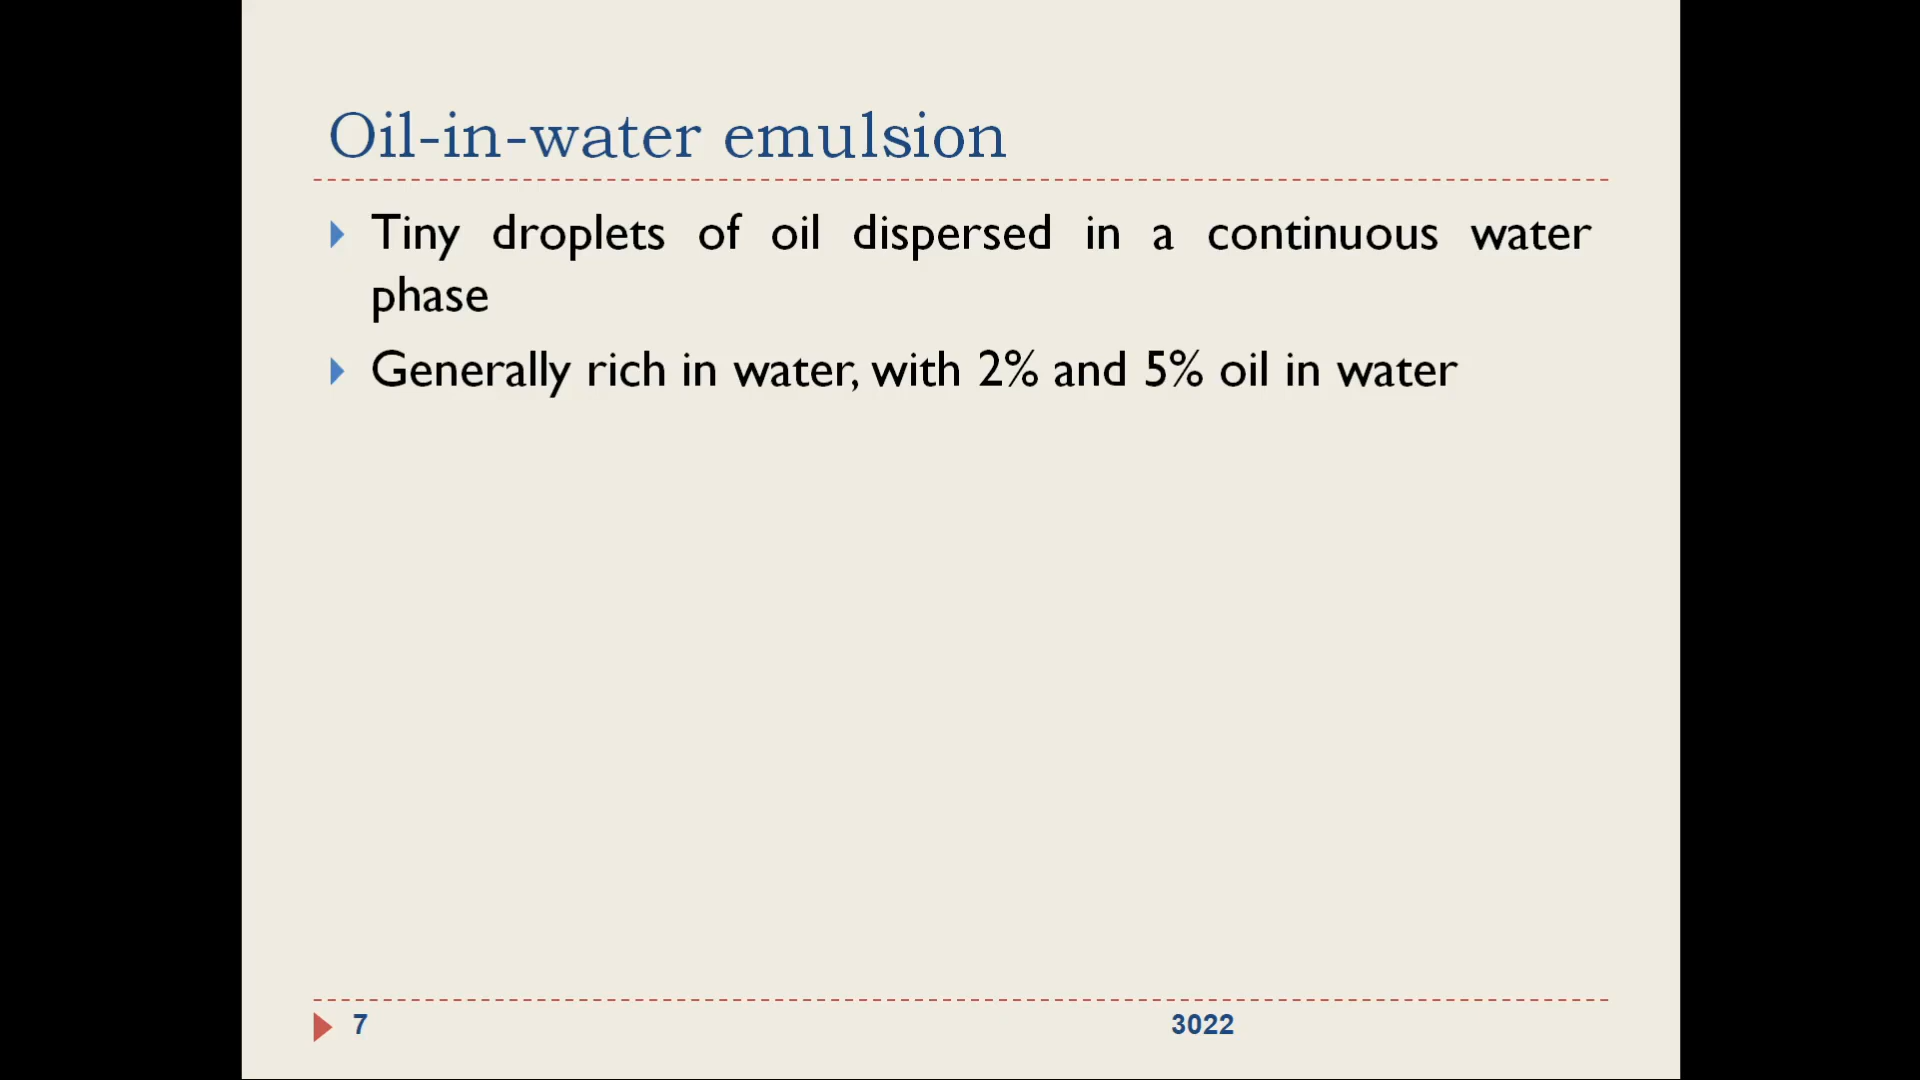 Oil-in-water emulsion
Tiny droplets of oil dispersed in a continuous water
phase
Generally rich in water, with 2% and 5% oil in water
7
3022